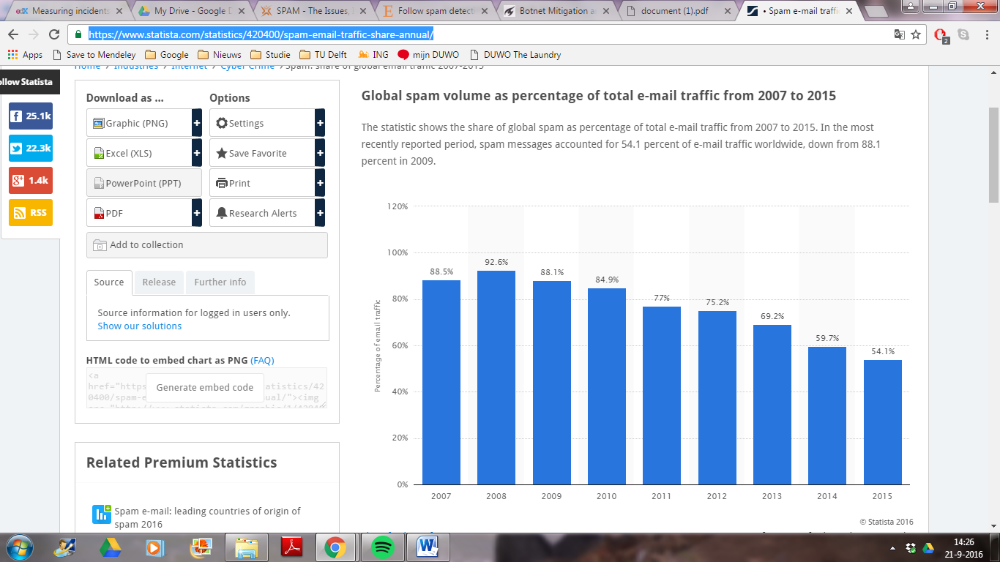 Measuring incidents
My Drive - Google D
SPAM - The Issues,
Follow spam detecti
Botnet Mitigation a
document (1).pdf
• Spam e-mail traffi
https://www.statista.com/statistics/420400/spam-email-traffic-share-annual/
2
Apps
Save to Mendeley
Google
Nieuws
Studie
TU Delft
ING
mijn DUWO
DUWO The Laundry
Home Industries Internet Cyber Crime Spam: share of global email traffic 2007-2015
ollow Statista
25.1k
22.3k
1.4k
RSS
Download as ...
Options
Graphic (PNG) +
Settings +
Excel (XLS) +
Save Favorite +
PowerPoint (PPT)
Print +
PDF +
Research Alerts +
Add to collection
Source
Release
Further info
Source information for logged in users only.
Show our solutions
HTML code to embed chart as PNG (FAQ)
<a
href="https atistics/42
0400/spam-e ual/"><img
Generate embed code
Related Premium Statistics
Spam e-mail: leading countries of origin of
spam 2016
Global spam volume as percentage of total e-mail traffic from 2007 to 2015
The statistic shows the share of global spam as percentage of total e-mail traffic from 2007 to 2015. In the most
recently reported period, spam messages accounted for 54.1 percent of e-mail traffic worldwide, down from 88.1
percent in 2009.
Percentage of email traffic
120%
100%
80%
60%
40%
20%
0%
88.5%
92.6%
88.1%
84.9%
77%
75.2%
69.2%
59.7%
54.1%
2007
2008
2009
2010
2011
2012
2013
2014
2015
© Statista 2016
14:26
21-9-2016